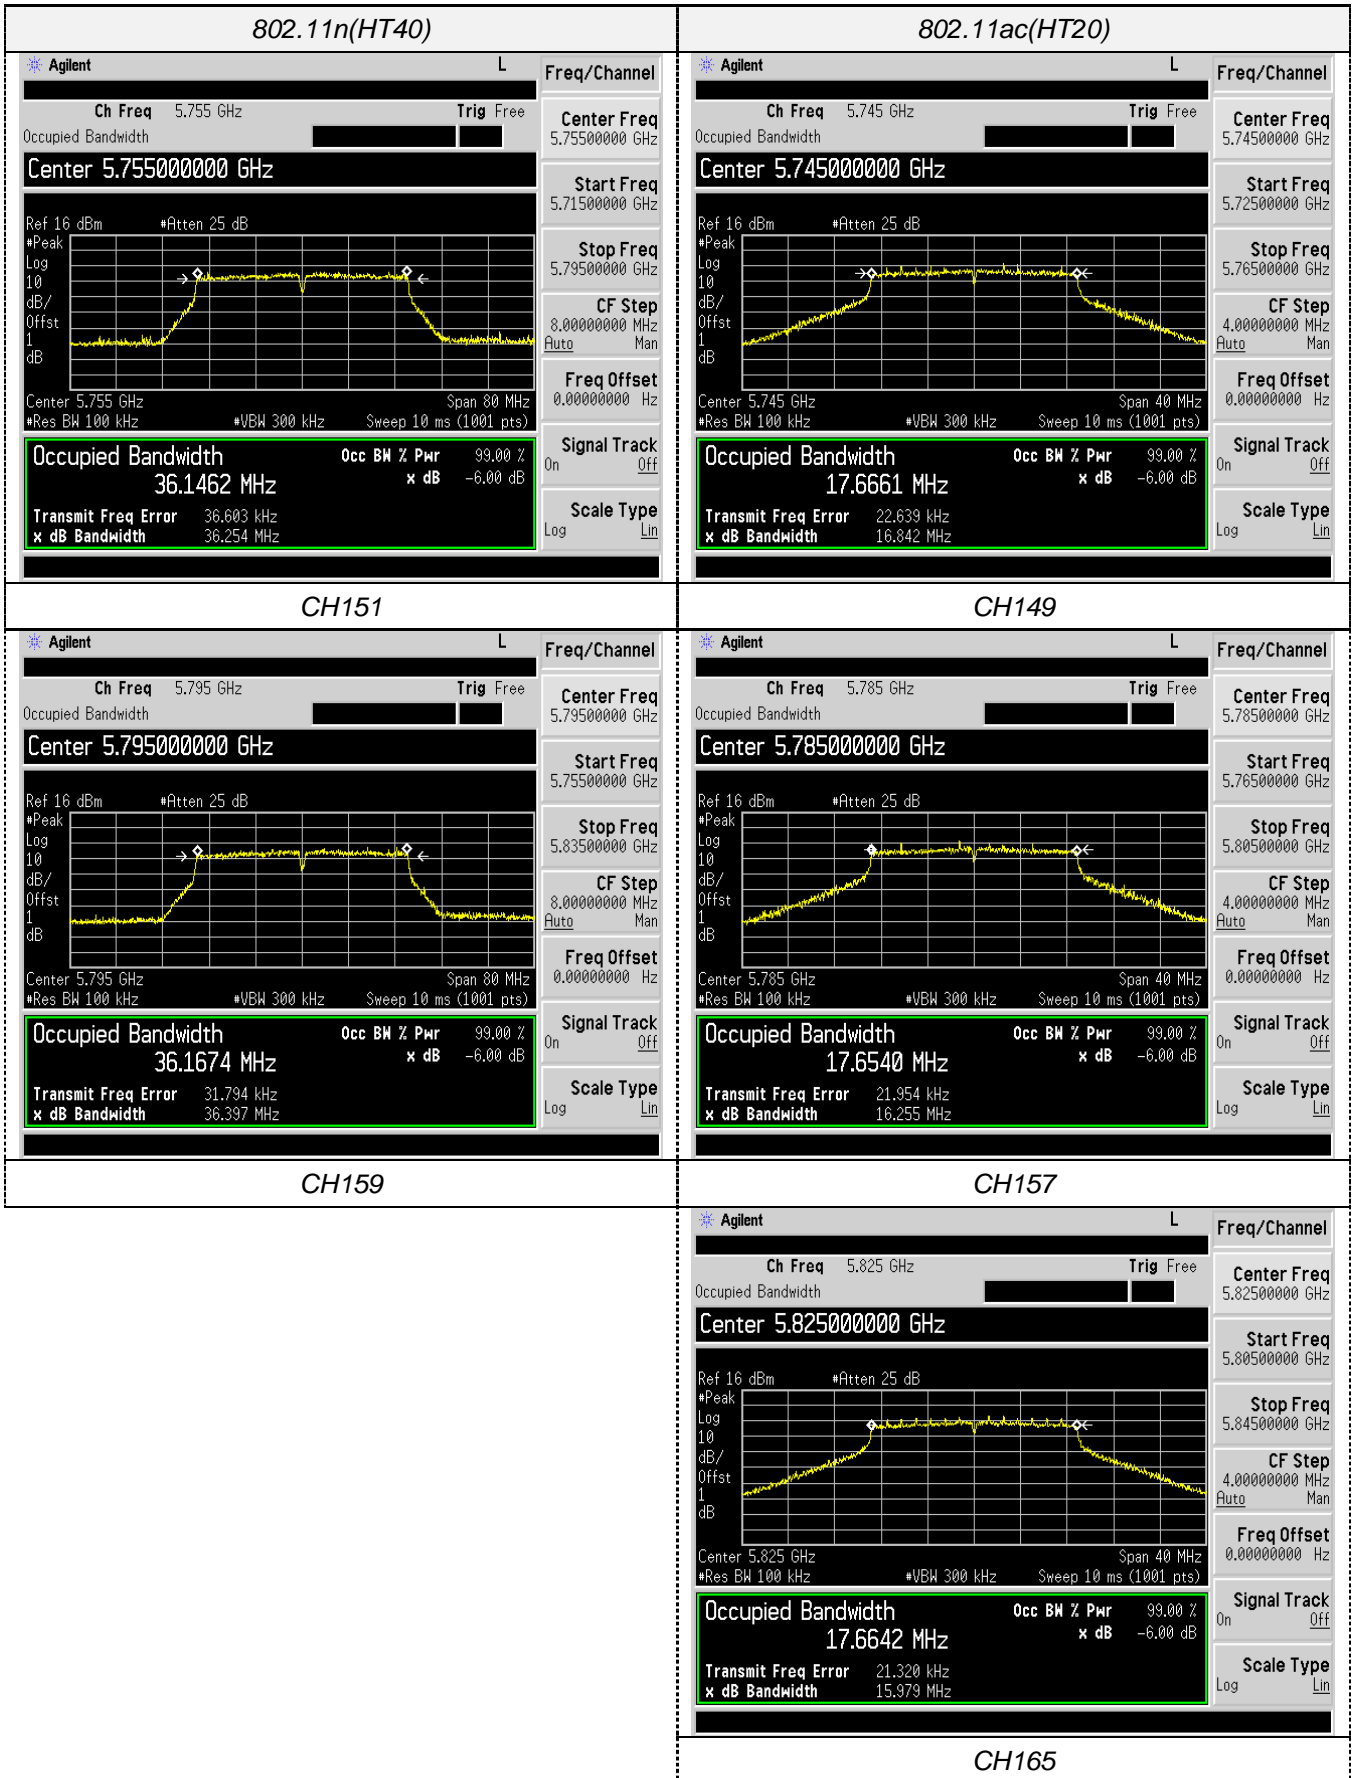 802.11n(HT40)
802.11ac(HT20)
Agilent L
Freq/Channel
Ch Freq 5.755 GHz Trig Free
Occupied Bandwidth
Center 5.755000000 GHz
Ref 16 dBm #Atten 25 dB
#Peak
Log
10
dB/
Offst
1
dB
Center 5.755 GHz Span 80 MHz
#Res BW 100 kHz #VBW 300 kHz Sweep 10 ms (1001 pts)
Occupied Bandwidth Occ BW % Pwr 99.00 %
36.1462 MHz x dB -6.00 dB
Transmit Freq Error 36.603 kHz
x dB Bandwidth 36.254 MHz
Center Freq
5.75500000 GHz
Start Freq
5.71500000 GHz
Stop Freq
5.79500000 GHz
CF Step
8.00000000 MHz
Auto Man
Freq Offset
0.00000000 Hz
Signal Track
On Off
Scale Type
Log Lin
Agilent L
Freq/Channel
Ch Freq 5.745 GHz Trig Free
Occupied Bandwidth
Center 5.745000000 GHz
Ref 16 dBm #Atten 25 dB
#Peak
Log
10
dB/
Offst
1
dB
Center 5.745 GHz Span 40 MHz
#Res BW 100 kHz #VBW 300 kHz Sweep 10 ms (1001 pts)
Occupied Bandwidth Occ BW % Pwr 99.00 %
17.6661 MHz x dB -6.00 dB
Transmit Freq Error 22.639 kHz
x dB Bandwidth 16.842 MHz
Center Freq
5.74500000 GHz
Start Freq
5.72500000 GHz
Stop Freq
5.76500000 GHz
CF Step
4.00000000 MHz
Auto Man
Freq Offset
0.00000000 Hz
Signal Track
On Off
Scale Type
Log Lin
CH151
CH149
Agilent L
Freq/Channel
Ch Freq 5.795 GHz Trig Free
Occupied Bandwidth
Center 5.795000000 GHz
Ref 16 dBm #Atten 25 dB
#Peak
Log
10
dB/
Offst
1
dB
Center 5.795 GHz Span 80 MHz
#Res BW 100 kHz #VBW 300 kHz Sweep 10 ms (1001 pts)
Occupied Bandwidth Occ BW % Pwr 99.00 %
36.1674 MHz x dB -6.00 dB
Transmit Freq Error 31.794 kHz
x dB Bandwidth 36.397 MHz
Center Freq
5.79500000 GHz
Start Freq
5.75500000 GHz
Stop Freq
5.83500000 GHz
CF Step
8.00000000 MHz
Auto Man
Freq Offset
0.00000000 Hz
Signal Track
On Off
Scale Type
Log Lin
Agilent L
Freq/Channel
Ch Freq 5.785 GHz Trig Free
Occupied Bandwidth
Center 5.785000000 GHz
Ref 16 dBm #Atten 25 dB
#Peak
Log
10
dB/
Offst
1
dB
Center 5.785 GHz Span 40 MHz
#Res BW 100 kHz #VBW 300 kHz Sweep 10 ms (1001 pts)
Occupied Bandwidth Occ BW % Pwr 99.00 %
17.6540 MHz x dB -6.00 dB
Transmit Freq Error 21.954 kHz
x dB Bandwidth 16.255 MHz
Center Freq
5.78500000 GHz
Start Freq
5.76500000 GHz
Stop Freq
5.80500000 GHz
CF Step
4.00000000 MHz
Auto Man
Freq Offset
0.00000000 Hz
Signal Track
On Off
Scale Type
Log Lin
CH159
CH157
Agilent L
Freq/Channel
Ch Freq 5.825 GHz Trig Free
Occupied Bandwidth
Center 5.825000000 GHz
Ref 16 dBm #Atten 25 dB
#Peak
Log
10
dB/
Offst
1
dB
Center 5.825 GHz Span 40 MHz
#Res BW 100 kHz #VBW 300 kHz Sweep 10 ms (1001 pts)
Occupied Bandwidth Occ BW % Pwr 99.00 %
17.6642 MHz x dB -6.00 dB
Transmit Freq Error 21.320 kHz
x dB Bandwidth 15.979 MHz
Center Freq
5.82500000 GHz
Start Freq
5.80500000 GHz
Stop Freq
5.84500000 GHz
CF Step
4.00000000 MHz
Auto Man
Freq Offset
0.00000000 Hz
Signal Track
On Off
Scale Type
Log Lin
CH165